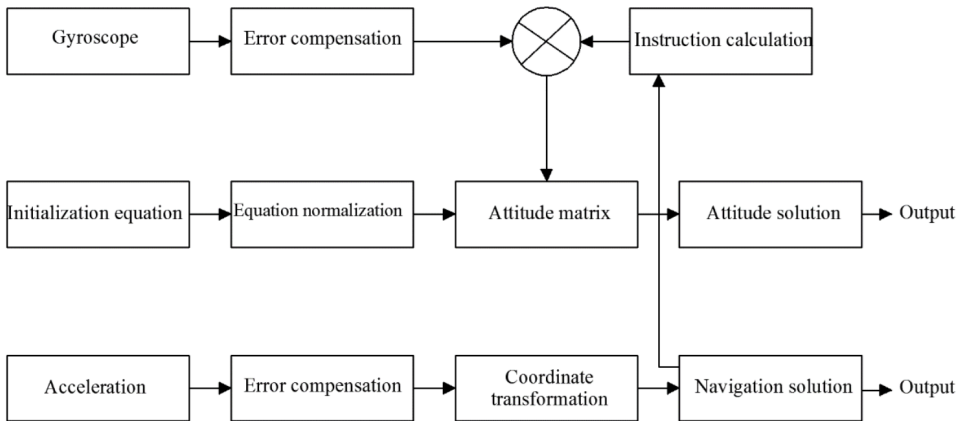 Gyroscope
Error compensation
Instruction calculation
Initialization equation
Equation normalization
Attitude matrix
Attitude solution
Output
Acceleration
Error compensation
Coordinate
transformation
Navigation solution
Output